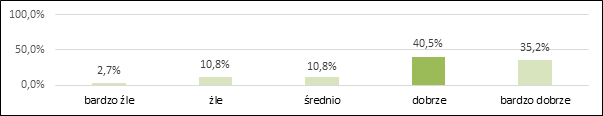 100,0%
50,0%
0,0%
2,7%
10,8%
10,8%
40,5%
35,2%
bardzo źle
źle
średnio
dobrze
bardzo dobrze